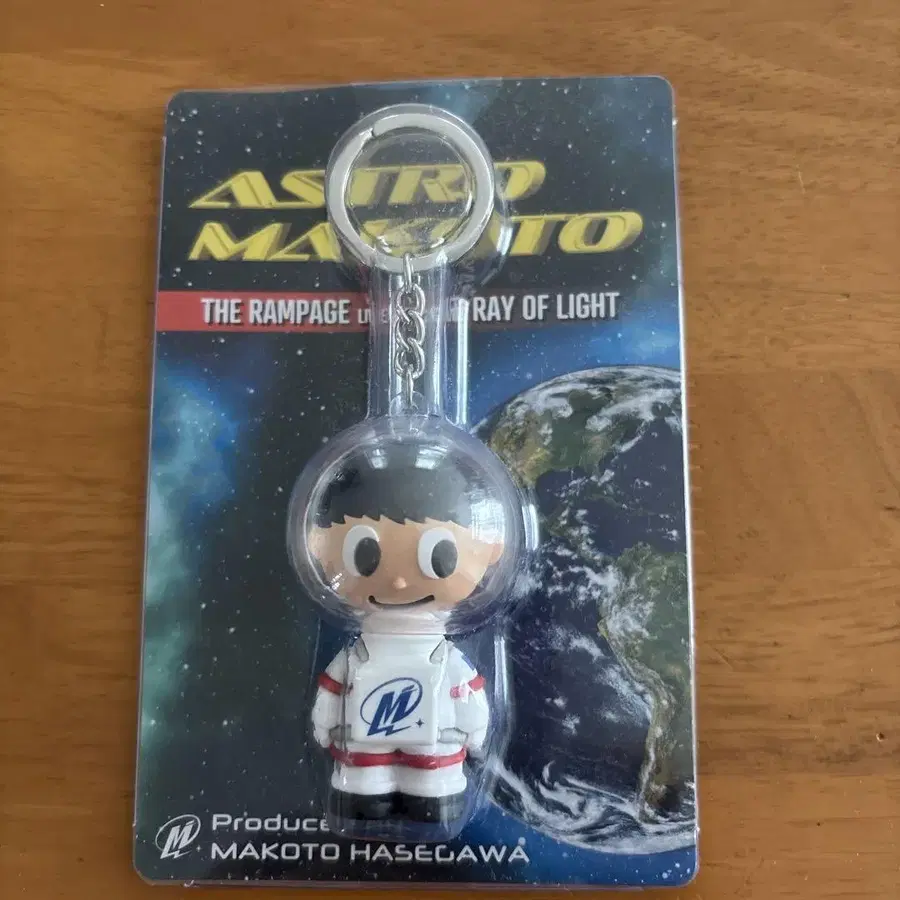 ASTRO
MAKOTO
THE RAMPAGE RAY OF LIGHT
M
M Produce
MAKOTO HASEGAWA